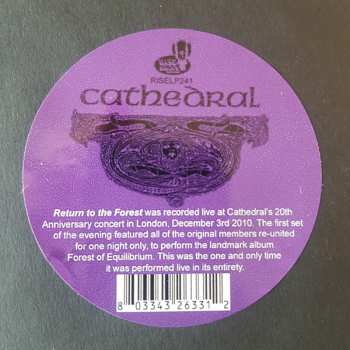 RISE ABOVE
RISELP241
CATHEDRAL
Return to the Forest was recorded live at Cathedral's 20th
Anniversary concert in London, December 3rd 2010. The first set
of the evening featured all of the original members re-united
for one night only, to perform the landmark album
Forest of Equilibrium. This was the one and only time
it was performed live in its entirety.
8 03343 26331 2